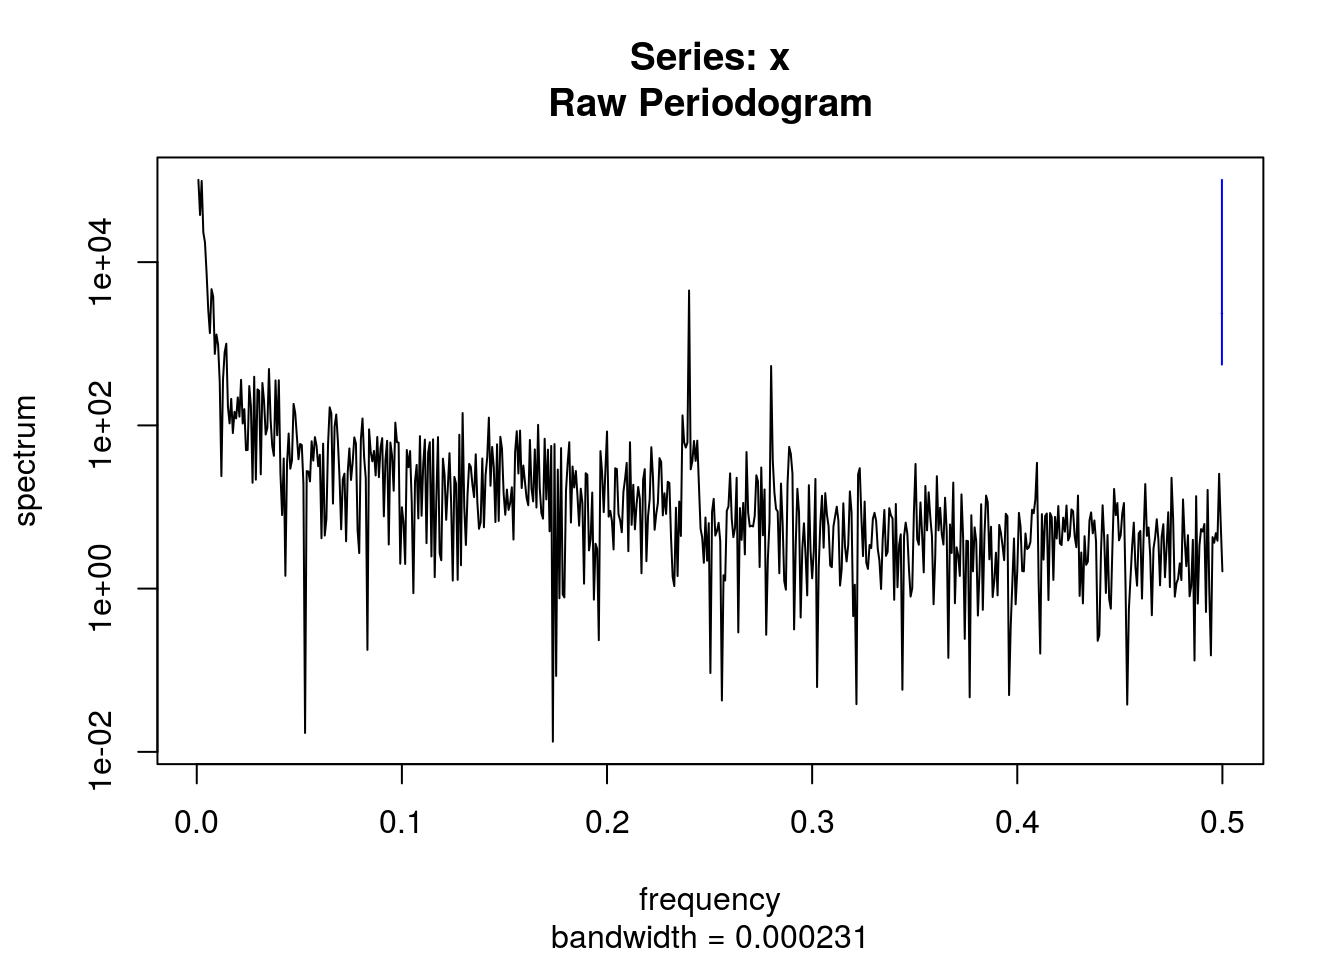 Series: x
Raw Periodogram
spectrum
1e+04
1e+02
1e+00
1e-02
0.0 0.1 0.2 0.3 0.4 0.5
frequency
bandwidth = 0.000231